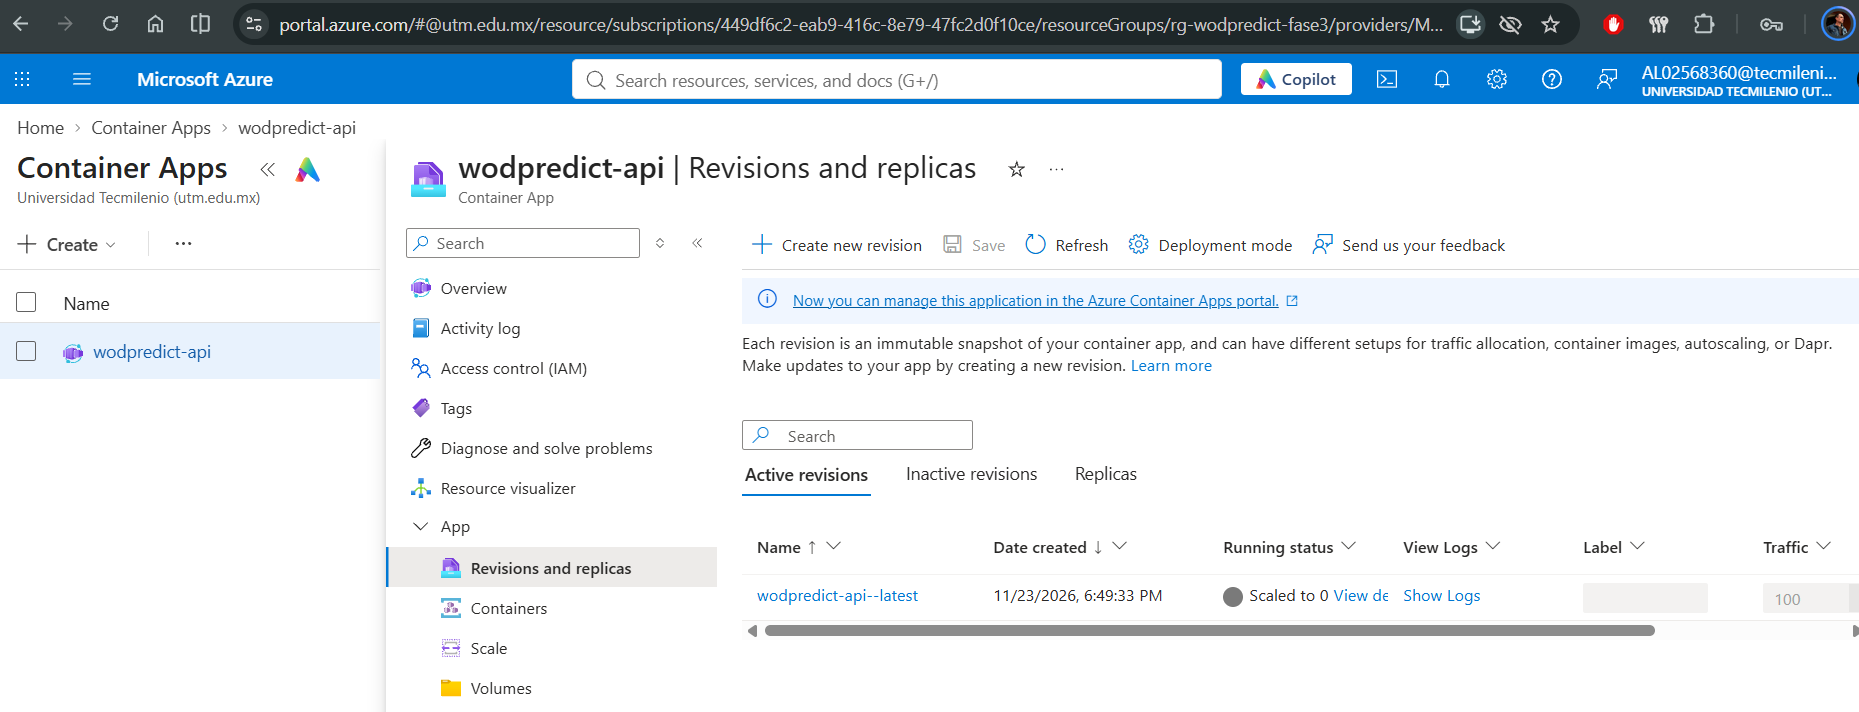 portal.azure.com/#@utm.edu.mx/resource/subscriptions/449df6c2-eab9-416c-8e79-47fc2d0f10ce/resourceGroups/rg-wodpredict-fase3/providers/M...
Microsoft Azure
Search resources, services, and docs (G+/)
Copilot
AL02568360@tecmileni...
UNIVERSIDAD TECMILENIO (UT...
Home > Container Apps > wodpredict-api
Container Apps
Universidad Tecmilenio (utm.edu.mx)
Create
Name
wodpredict-api
wodpredict-api | Revisions and replicas
Container App
Search
Overview
Activity log
Access control (IAM)
Tags
Diagnose and solve problems
Resource visualizer
App
Revisions and replicas
Containers
Scale
Volumes
Create new revision Save Refresh Deployment mode Send us your feedback
Now you can manage this application in the Azure Container Apps portal.
Each revision is an immutable snapshot of your container app, and can have different setups for traffic allocation, container images, autoscaling, or Dapr.
Make updates to your app by creating a new revision. Learn more
Search
Active revisions Inactive revisions Replicas
Name ↑ Date created ↓ Running status View Logs Label Traffic
wodpredict-api--latest 11/23/2026, 6:49:33 PM Scaled to 0 View de Show Logs 100